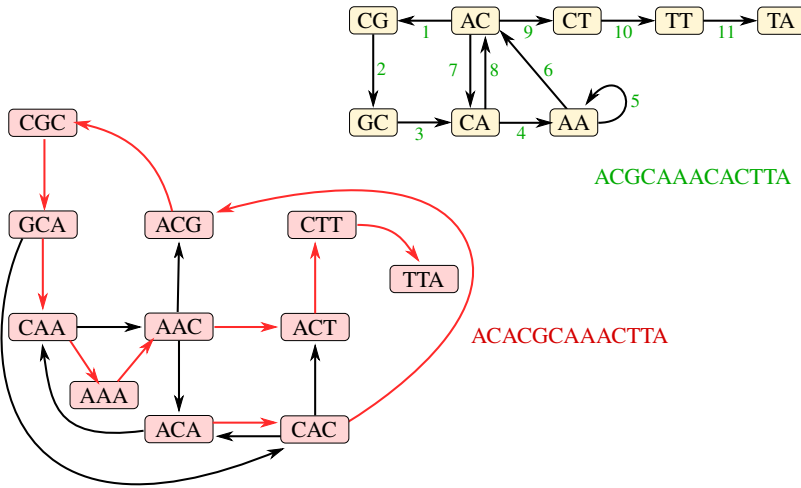 CG
AC
CT
TT
TA
1
9
10
11
2
7
8
6
5
GC
CA
AA
3
4
CGC
ACGCAAACACTTA
GCA
ACG
CTT
TTA
CAA
AAC
ACT
ACACGCAAACTTA
AAA
ACA
CAC